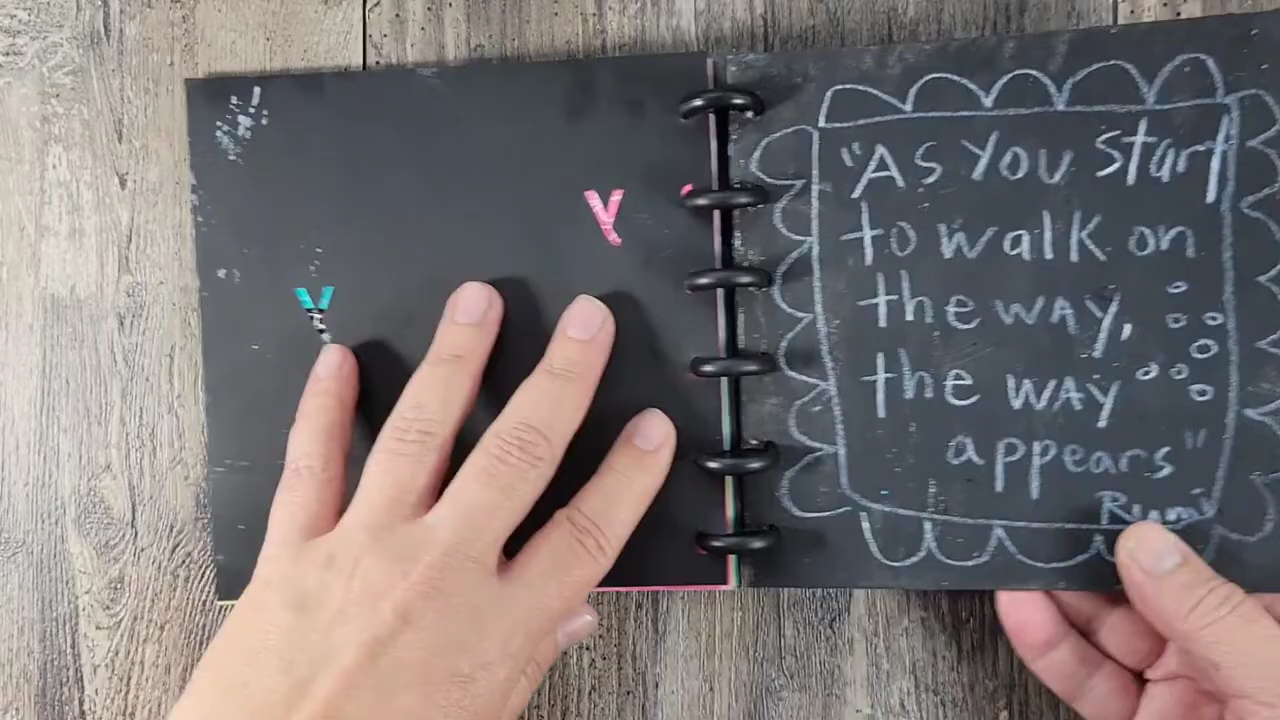 "As You start
to walk on
the WAY,
the WAY
appears"
Rumi